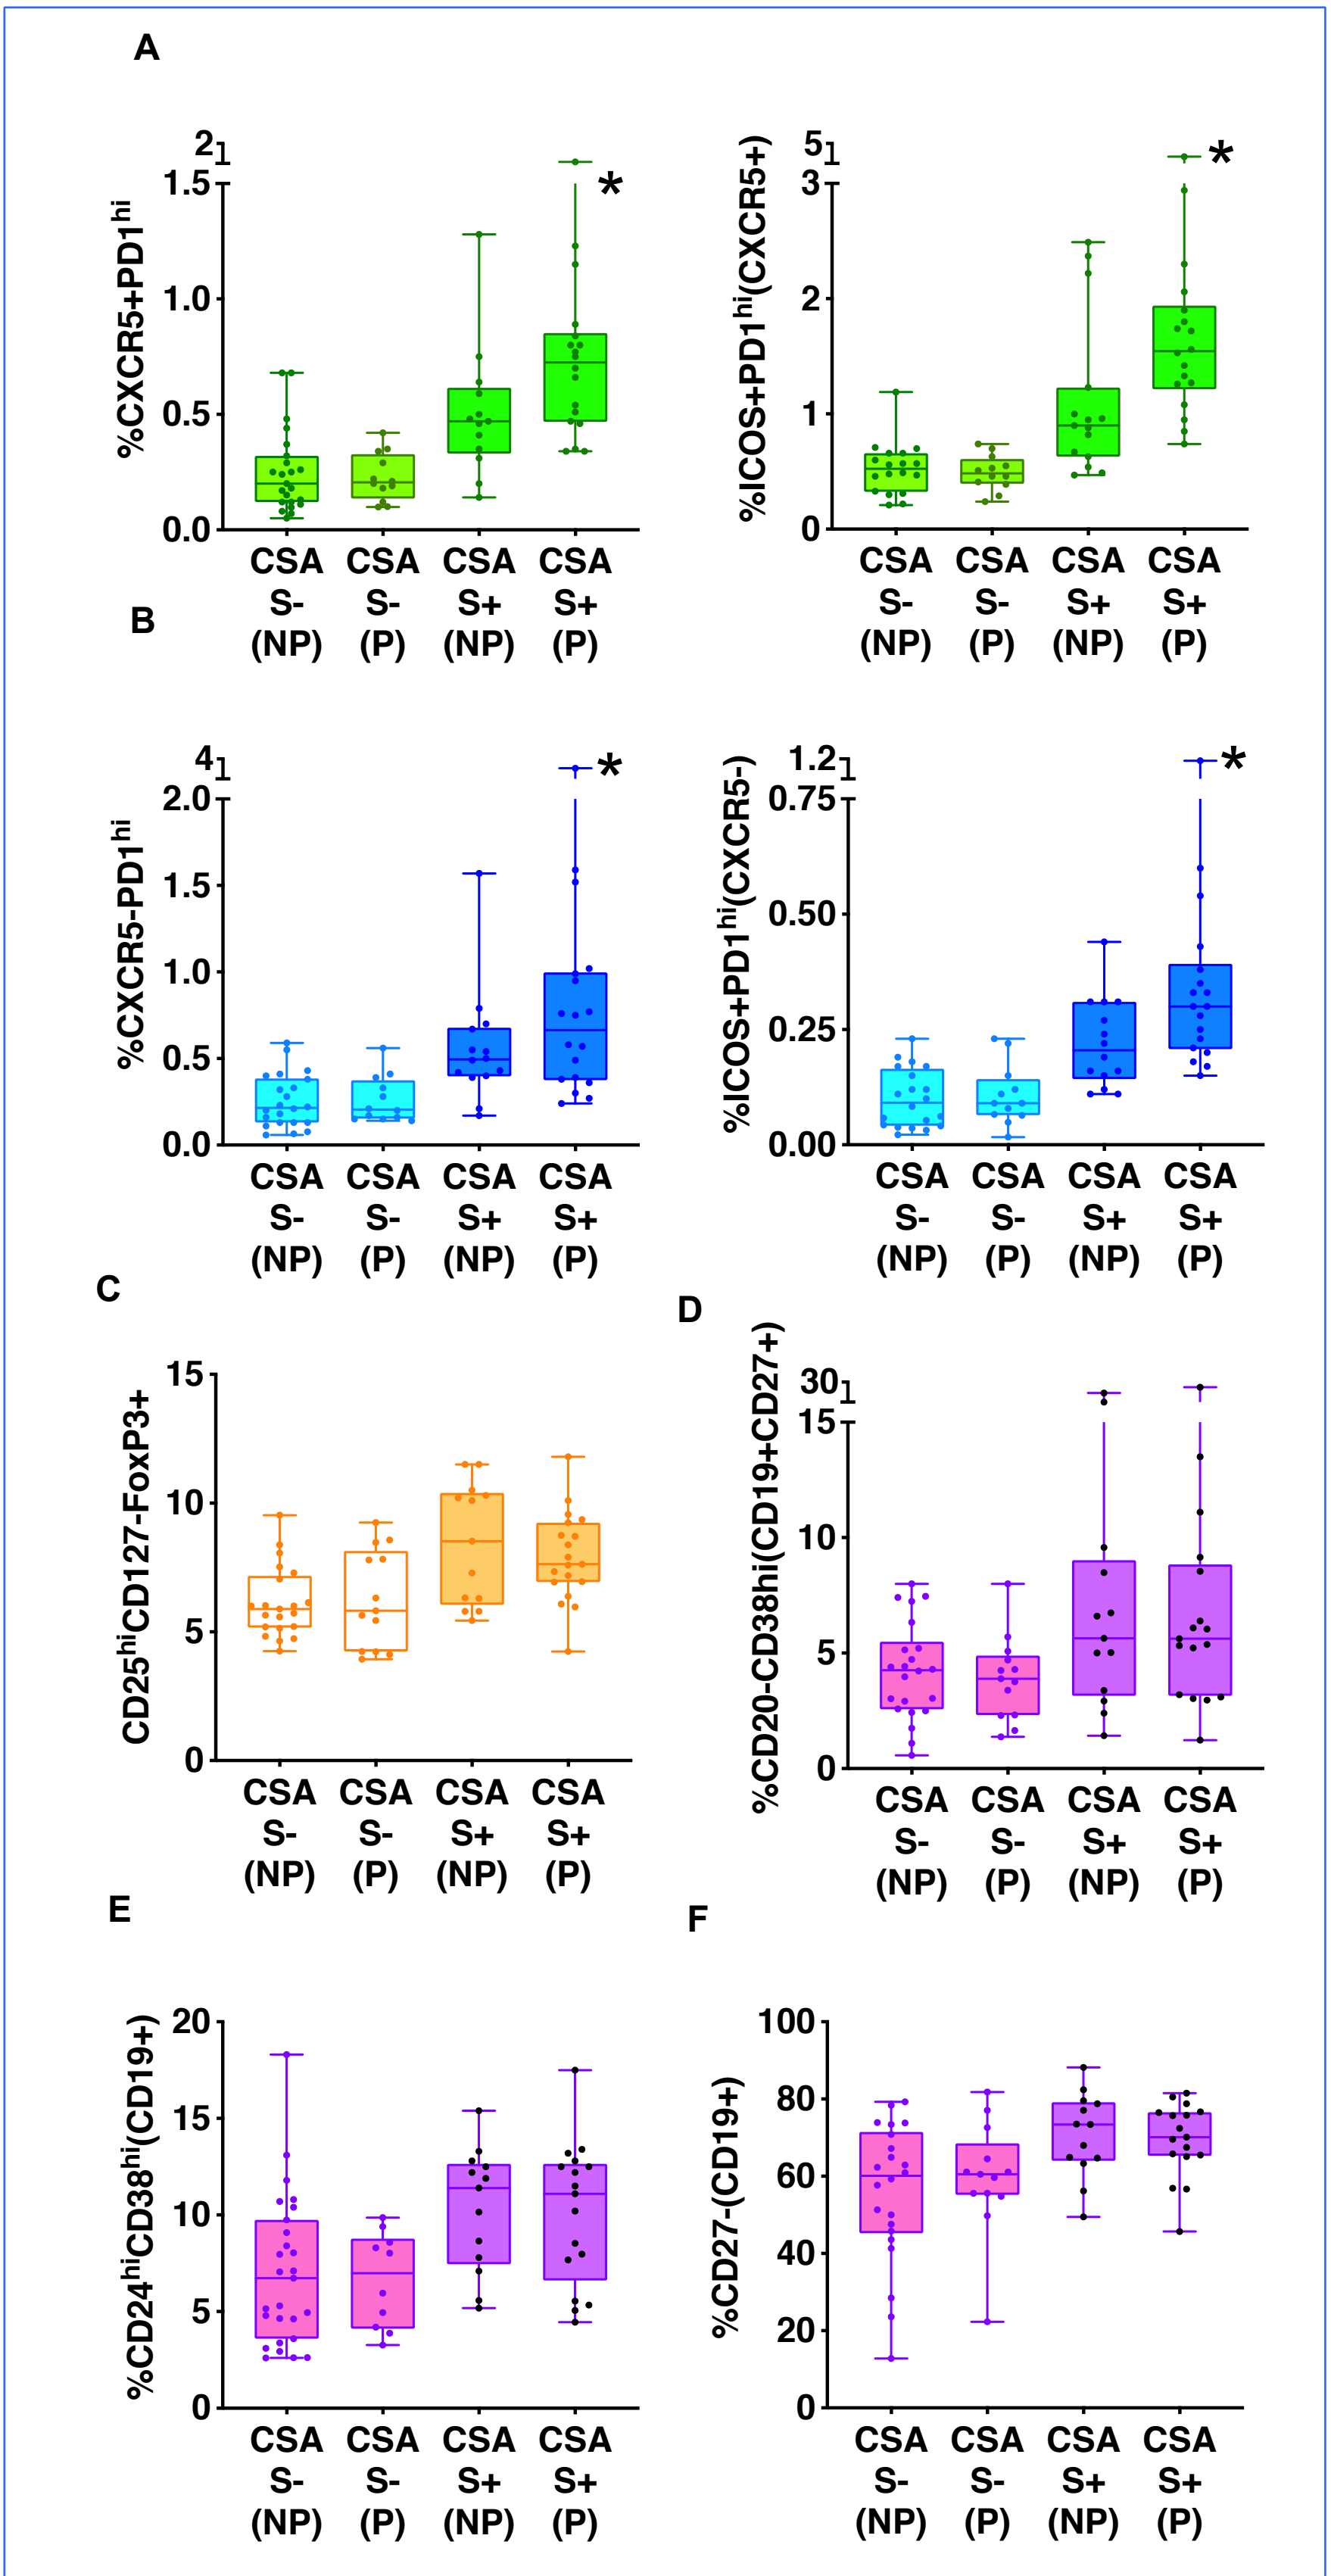 A
%CXCR5+PD1hi
2
1.5
1.0
0.5
0.0
*
CSA CSA CSA CSA
S- S- S+ S+
(NP) (P) (NP) (P)
%ICOS+PD1hi(CXCR5+)
5
3
2
1
0
*
CSA CSA CSA CSA
S- S- S+ S+
(NP) (P) (NP) (P)
B
%CXCR5-PD1hi
4
2.0
1.5
1.0
0.5
0.0
*
CSA CSA CSA CSA
S- S- S+ S+
(NP) (P) (NP) (P)
%ICOS+PD1hi(CXCR5-)
1.2
0.75
0.50
0.25
0.00
*
CSA CSA CSA CSA
S- S- S+ S+
(NP) (P) (NP) (P)
C
CD25hiCD127-FoxP3+
15
10
5
0
CSA CSA CSA CSA
S- S- S+ S+
(NP) (P) (NP) (P)
D
%CD20-CD38hi(CD19+CD27+)
30
15
10
5
0
CSA CSA CSA CSA
S- S- S+ S+
(NP) (P) (NP) (P)
E
%CD24hiCD38hi(CD19+)
20
15
10
5
0
CSA CSA CSA CSA
S- S- S+ S+
(NP) (P) (NP) (P)
F
%CD27-(CD19+)
100
80
60
40
20
0
CSA CSA CSA CSA
S- S- S+ S+
(NP) (P) (NP) (P)